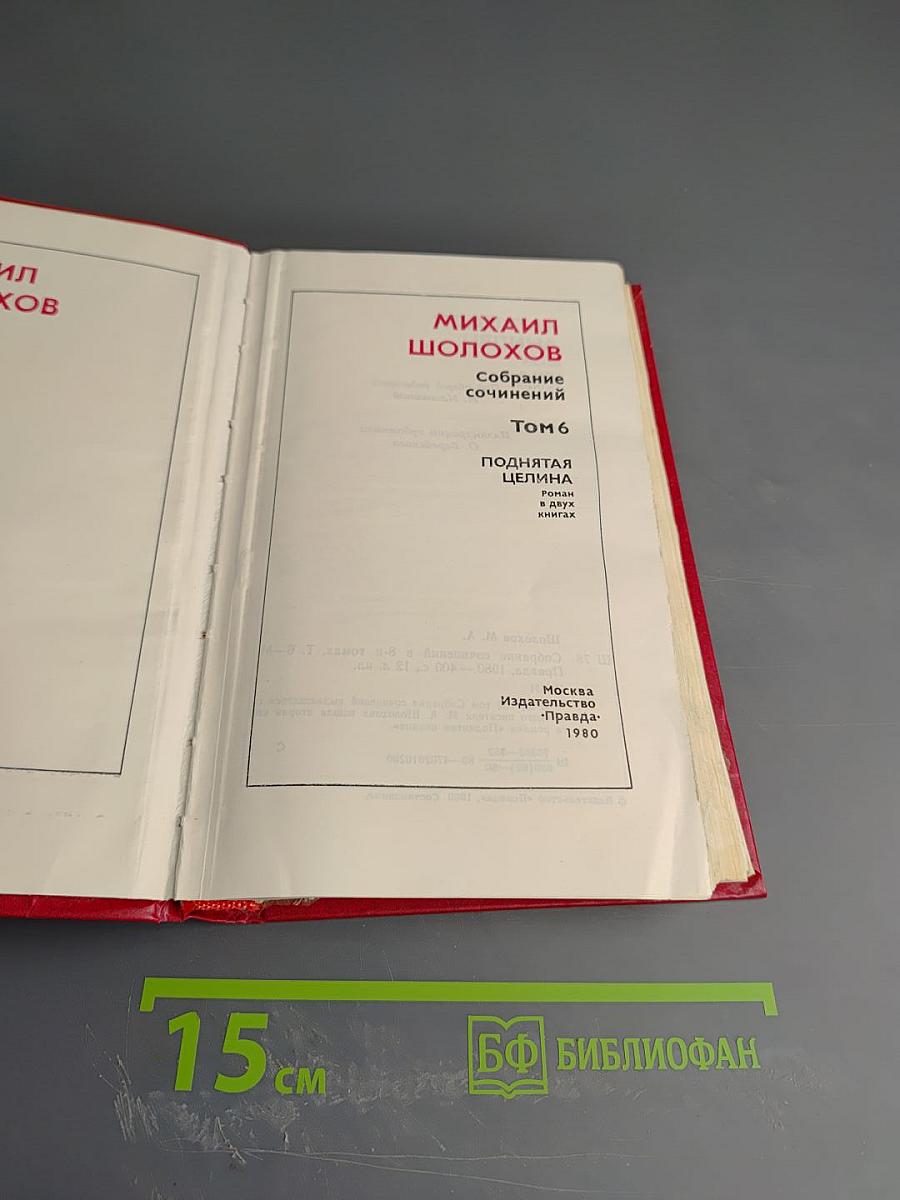 ИЛ
ХОВ
МИХАИЛ
ШОЛОХОВ
Собрание
сочинений
Том 6
ПОДНЯТАЯ
ЦЕЛИНА
Роман
в двух
книгах
Москва
Издательство
·Правда·
1980
15 см
БФ БИБЛИОФАН